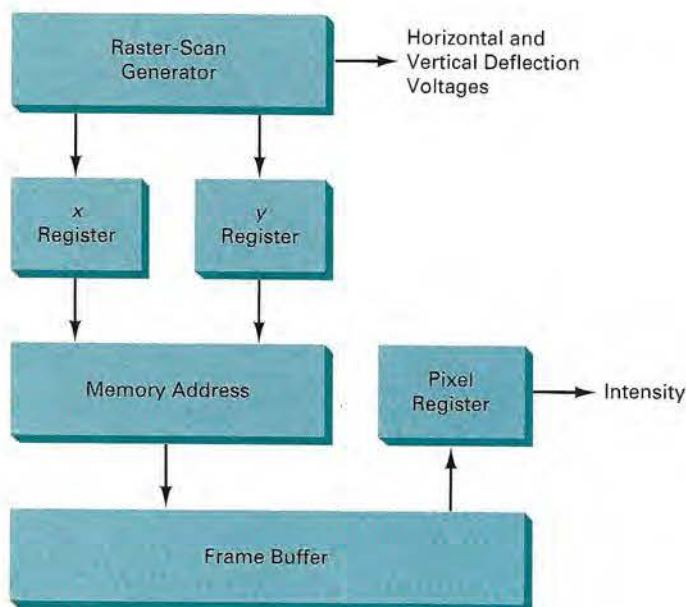 Raster-Scan
Generator
Horizontal and
Vertical Deflection
Voltages
x
Register
y
Register
Memory Address
Pixel
Register
Intensity
Frame Buffer